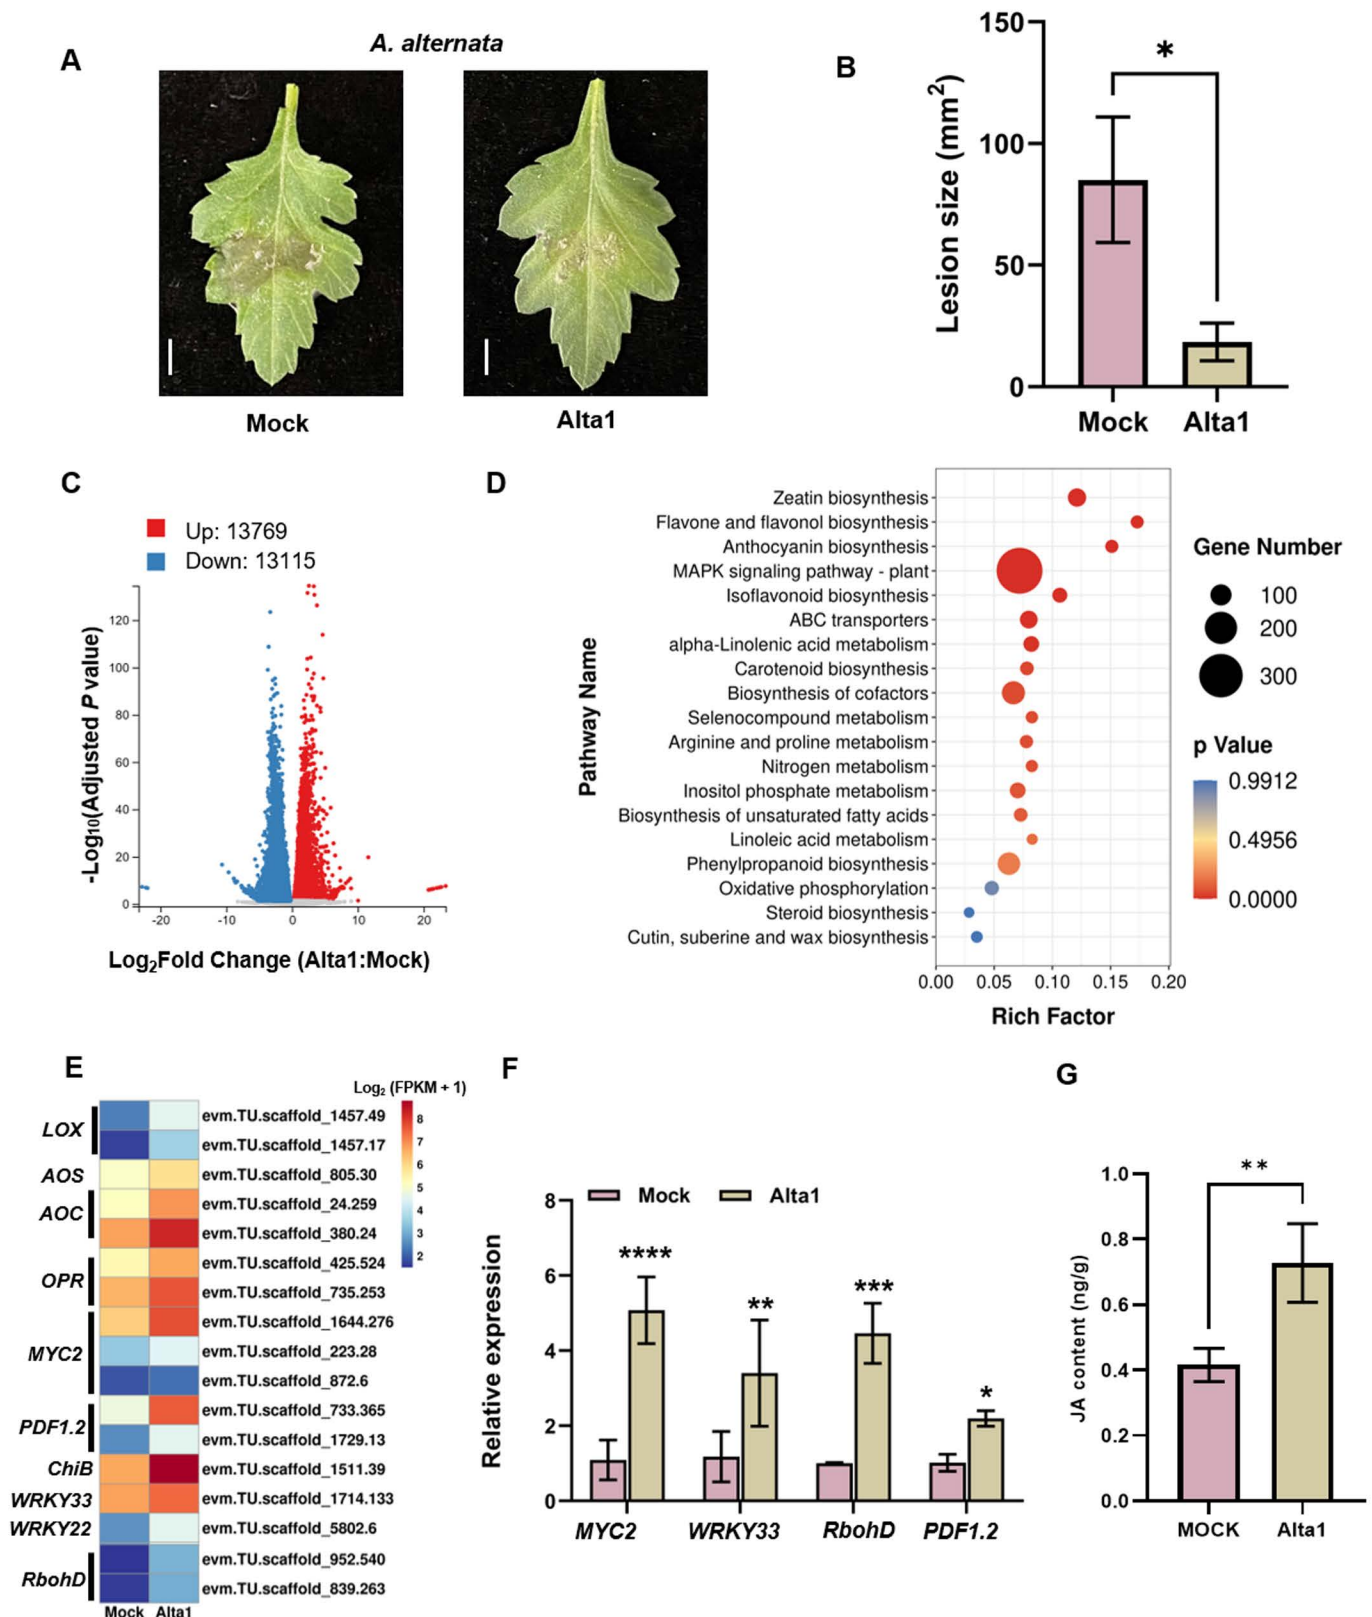 A
A. alternata
Mock
Alta1
B
Lesion size (mm2)
150
100
50
0
*
Mock
Alta1
C
Up: 13769
Down: 13115
-Log10(Adjusted P value)
120
100
80
60
40
20
0
-20 -10 0 10 20
Log2Fold Change (Alta1:Mock)
D
Pathway Name
Zeatin biosynthesis
Flavone and flavonol biosynthesis
Anthocyanin biosynthesis
MAPK signaling pathway - plant
Isoflavonoid biosynthesis
ABC transporters
alpha-Linolenic acid metabolism
Carotenoid biosynthesis
Biosynthesis of cofactors
Selenocompound metabolism
Arginine and proline metabolism
Nitrogen metabolism
Inositol phosphate metabolism
Biosynthesis of unsaturated fatty acids
Linoleic acid metabolism
Phenylpropanoid biosynthesis
Oxidative phosphorylation
Steroid biosynthesis
Cutin, suberine and wax biosynthesis
0.00 0.05 0.10 0.15 0.20
Rich Factor
Gene Number
100
200
300
p Value
0.9912
0.4956
0.0000
E
Log2 (FPKM + 1)
8
7
6
5
4
3
2
LOX
AOS
AOC
OPR
MYC2
PDF1.2
ChiB
WRKY33
WRKY22
RbohD
evm.TU.scaffold_1457.49
evm.TU.scaffold_1457.17
evm.TU.scaffold_805.30
evm.TU.scaffold_24.259
evm.TU.scaffold_380.24
evm.TU.scaffold_425.524
evm.TU.scaffold_735.253
evm.TU.scaffold_1644.276
evm.TU.scaffold_223.28
evm.TU.scaffold_872.6
evm.TU.scaffold_733.365
evm.TU.scaffold_1729.13
evm.TU.scaffold_1511.39
evm.TU.scaffold_1714.133
evm.TU.scaffold_5802.6
evm.TU.scaffold_952.540
evm.TU.scaffold_839.263
Mock Alta1
F
Mock Alta1
Relative expression
8
6
4
2
0
****
**
***
*
MYC2 WRKY33 RbohD PDF1.2
G
JA content (ng/g)
1.0
0.8
0.6
0.4
0.2
0.0
**
MOCK Alta1